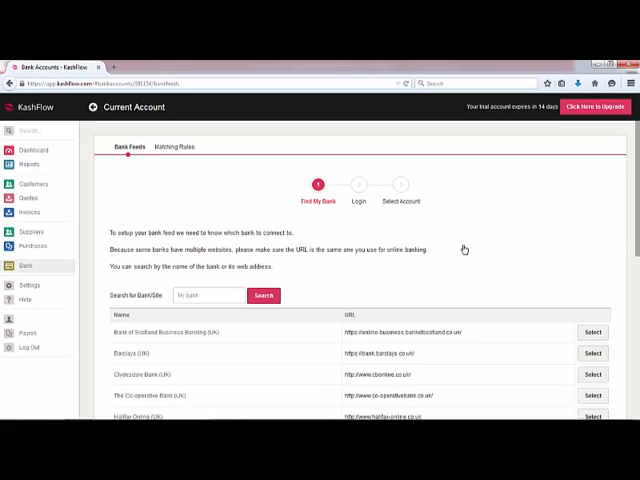 Bank Accounts - KashFlow
https://app.kashflow.com/#bankaccounts/591154/bankfeeds
Search
KashFlow
Current Account
Your trial account expires in 14 days
Click Here to Upgrade
Search...
Dashboard
Reports
Customers
Quotes
Invoices
Suppliers
Purchases
Bank
Settings
Help
Payroll
Log Out
Bank Feeds
Matching Rules
1
2
3
Find My Bank
Login
Select Account
To setup your bank feed we need to know which bank to connect to.
Because some banks have multiple websites, please make sure the URL is the same one you use for online banking.
You can search by the name of the bank or its web address.
Search for Bank/Site:
My bank
Search
Name URL
Bank of Scotland Business Banking (UK) https://online-business.bankofscotland.co.uk/ Select
Barclays (UK) https://bank.barclays.co.uk/ Select
Clydesdale Bank (UK) http://www.cbonline.co.uk/ Select
The Co-operative Bank (UK) http://www.co-operativebank.co.uk/ Select
Halifax Online (UK) http://www.halifax-online.co.uk Select